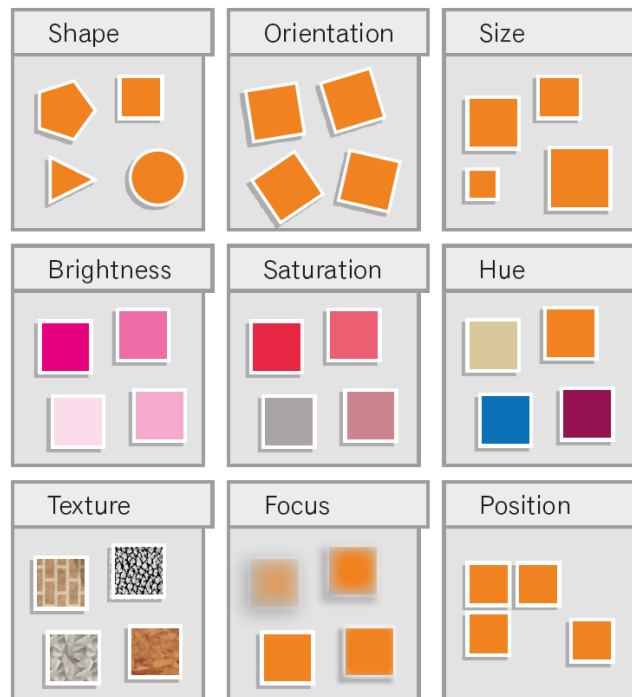 Shape
Orientation
Size
Brightness
Saturation
Hue
Texture
Focus
Position